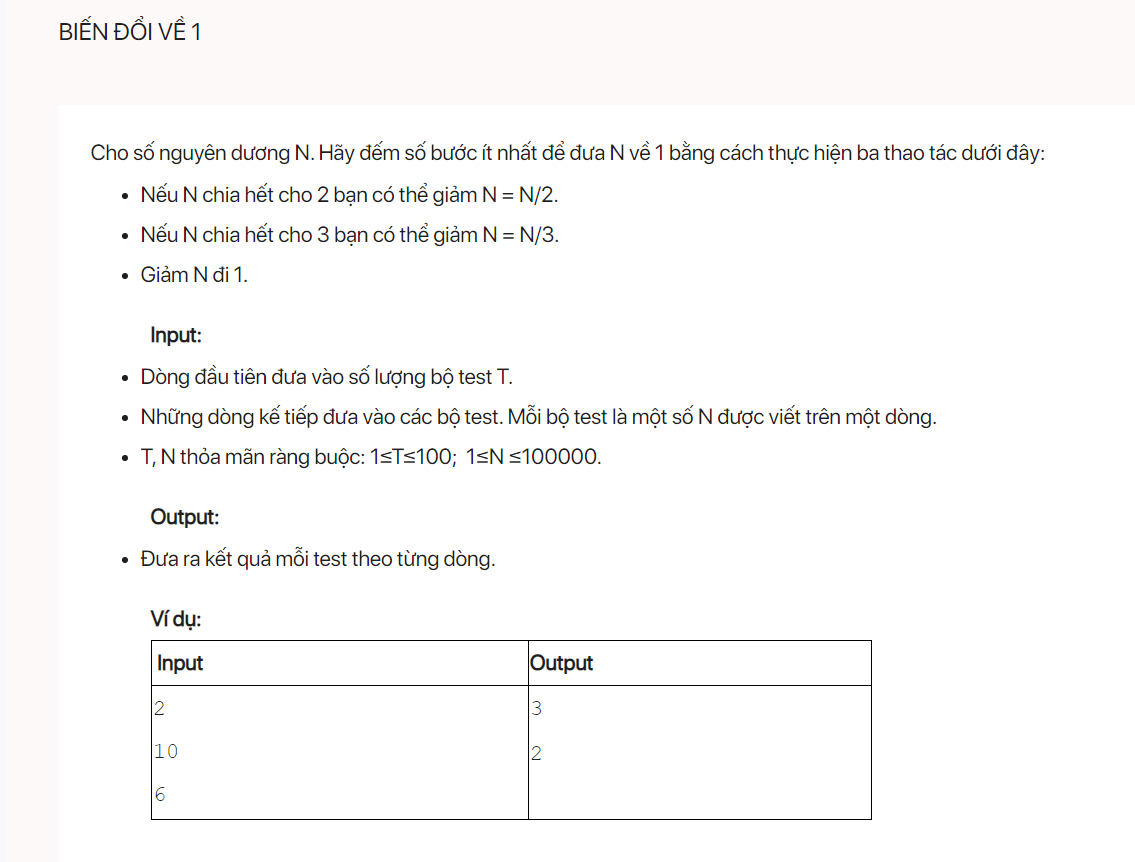 BIẾN ĐỔI VỀ 1
Cho số nguyên dương N. Hãy đếm số bước ít nhất để đưa N về 1 bằng cách thực hiện ba thao tác dưới đây:
• Nếu N chia hết cho 2 bạn có thể giảm N = N/2.
• Nếu N chia hết cho 3 bạn có thể giảm N = N/3.
• Giảm N đi 1.
Input:
• Dòng đầu tiên đưa vào số lượng bộ test T.
• Những dòng kế tiếp đưa vào các bộ test. Mỗi bộ test là một số N được viết trên một dòng.
• T, N thỏa mãn ràng buộc: 1≤T≤100; 1≤N ≤100000.
Output:
• Đưa ra kết quả mỗi test theo từng dòng.
Ví dụ:
Input Output
2 3
10 2
6